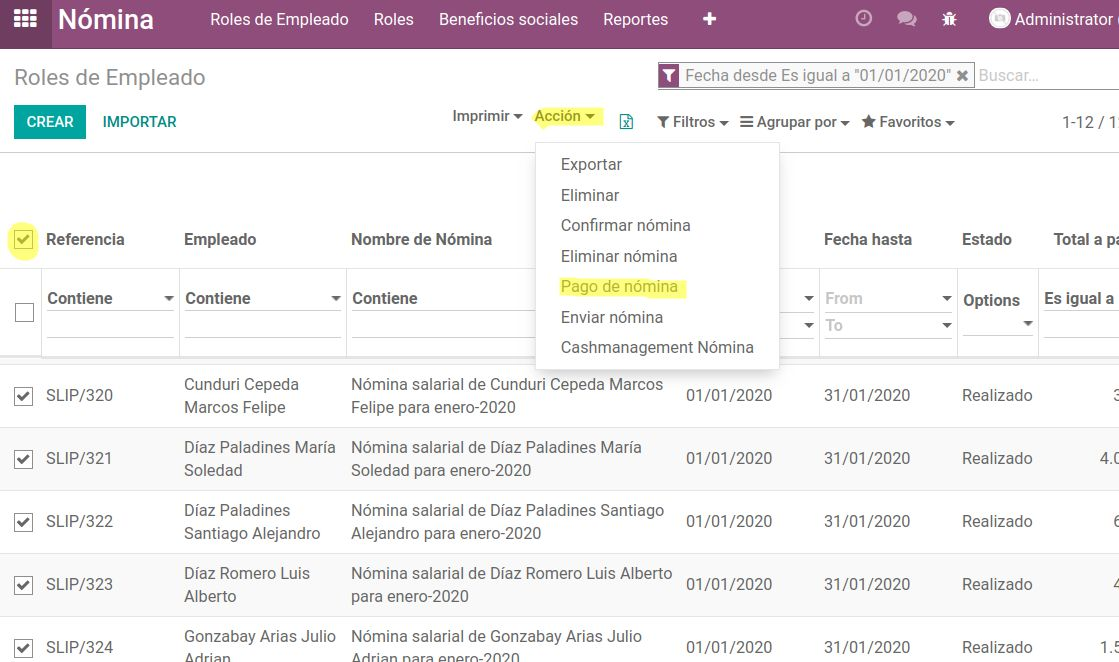 Nómina Roles de Empleado Roles Beneficios sociales Reportes Administrator
Roles de Empleado Fecha desde Es igual a "01/01/2020" Buscar...
CREAR IMPORTAR Imprimir Acción Filtros Agrupar por Favoritos 1-12 / 1
Exportar
Eliminar
Confirmar nómina
Eliminar nómina
Pago de nómina
Enviar nómina
Cashmanagement Nómina
Referencia Empleado Nombre de Nómina Fecha hasta Estado Total a pa
Contiene Contiene Contiene From Options Es igual a
To
SLIP/320 Cunduri Cepeda Nómina salarial de Cunduri Cepeda Marcos 01/01/2020 31/01/2020 Realizado 3
Marcos Felipe Felipe para enero-2020
SLIP/321 Díaz Paladines María Nómina salarial de Díaz Paladines María 01/01/2020 31/01/2020 Realizado 4.0
Soledad Soledad para enero-2020
SLIP/322 Díaz Paladines Nómina salarial de Díaz Paladines Santiago 01/01/2020 31/01/2020 Realizado 6
Santiago Alejandro Alejandro para enero-2020
SLIP/323 Díaz Romero Luis Nómina salarial de Díaz Romero Luis Alberto 01/01/2020 31/01/2020 Realizado 4
Alberto para enero-2020
SLIP/324 Gonzabay Arias Julio Nómina salarial de Gonzabay Arias Julio 01/01/2020 31/01/2020 Realizado 1.5
Adrian Adrian para enero-2020